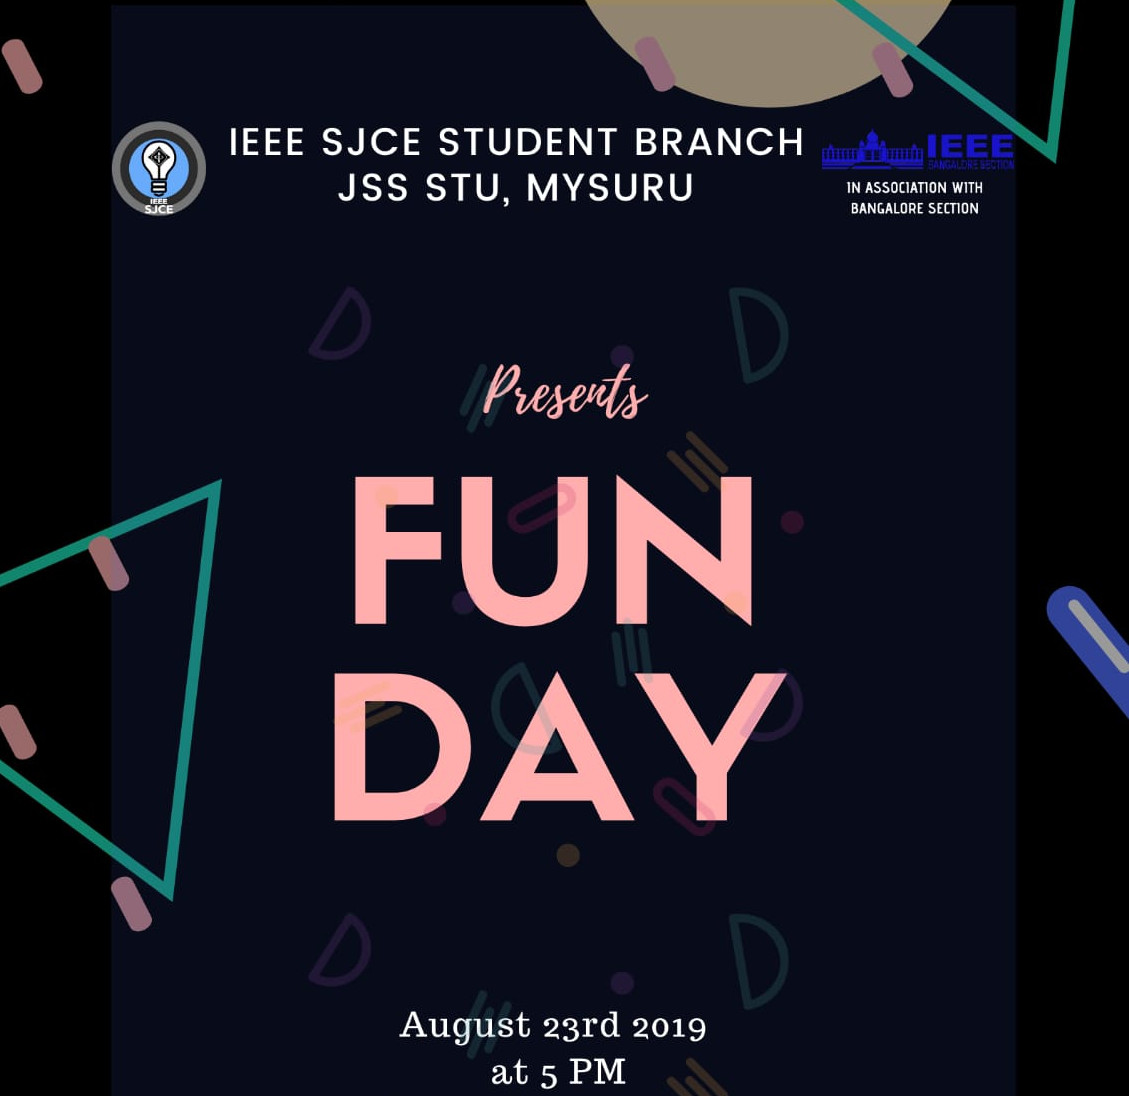 IEEE SJCE STUDENT BRANCH
JSS STU, MYSURU
IEEE
SJCE
IEEE
BANGALORE SECTION
IN ASSOCIATION WITH
BANGALORE SECTION
Presents
FUN
DAY
August 23rd 2019
at 5 PM